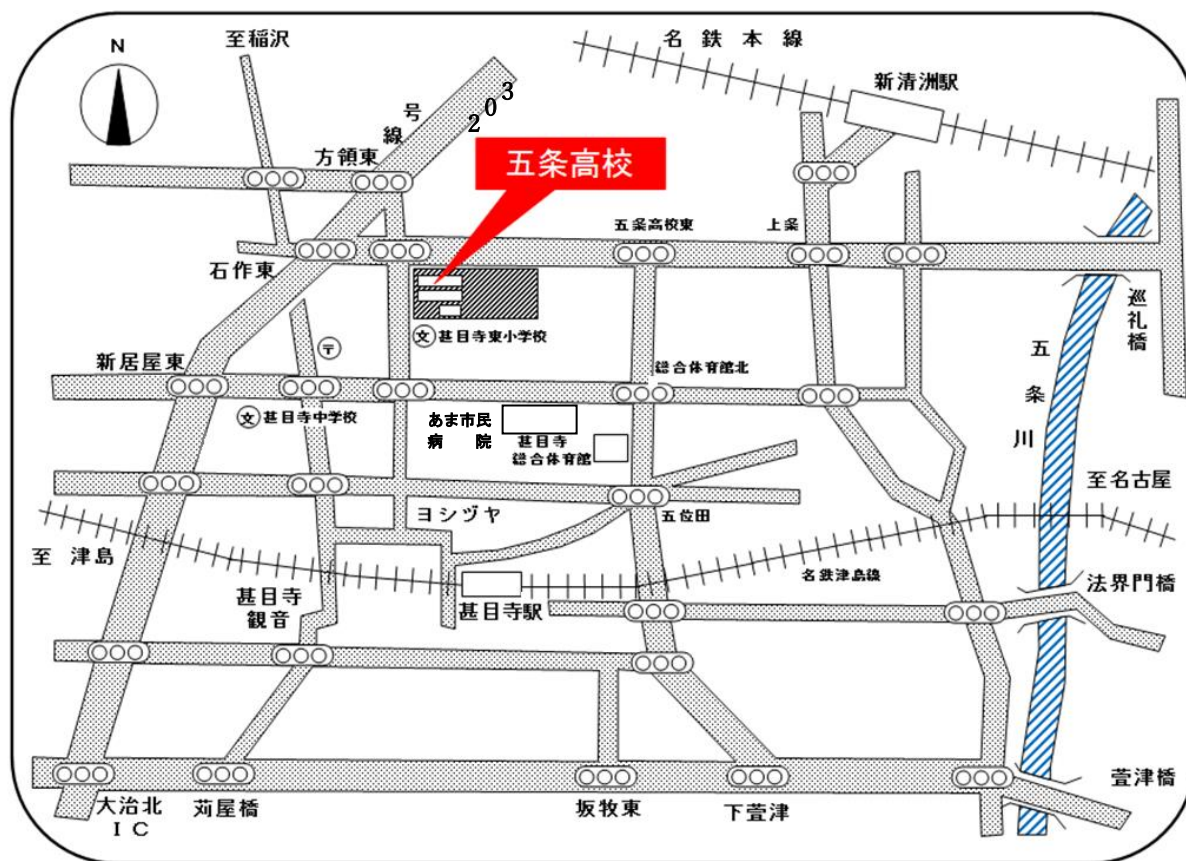 N
至稲沢
名鉄本線
新清洲駅
203
号線
方領東
五条高校
五条高校東
上条
石作東
巡礼橋
文 甚目寺東小学校
〒
五条川
新居屋東
総合体育館北
文 甚目寺中学校
あま市民
病院
甚目寺
総合体育館
至名古屋
ヨシヅヤ
五位田
至 津島
名鉄津島線
法界門橋
甚目寺
観音
甚目寺駅
萱津橋
大治北
IC
苅屋橋
坂牧東
下萱津